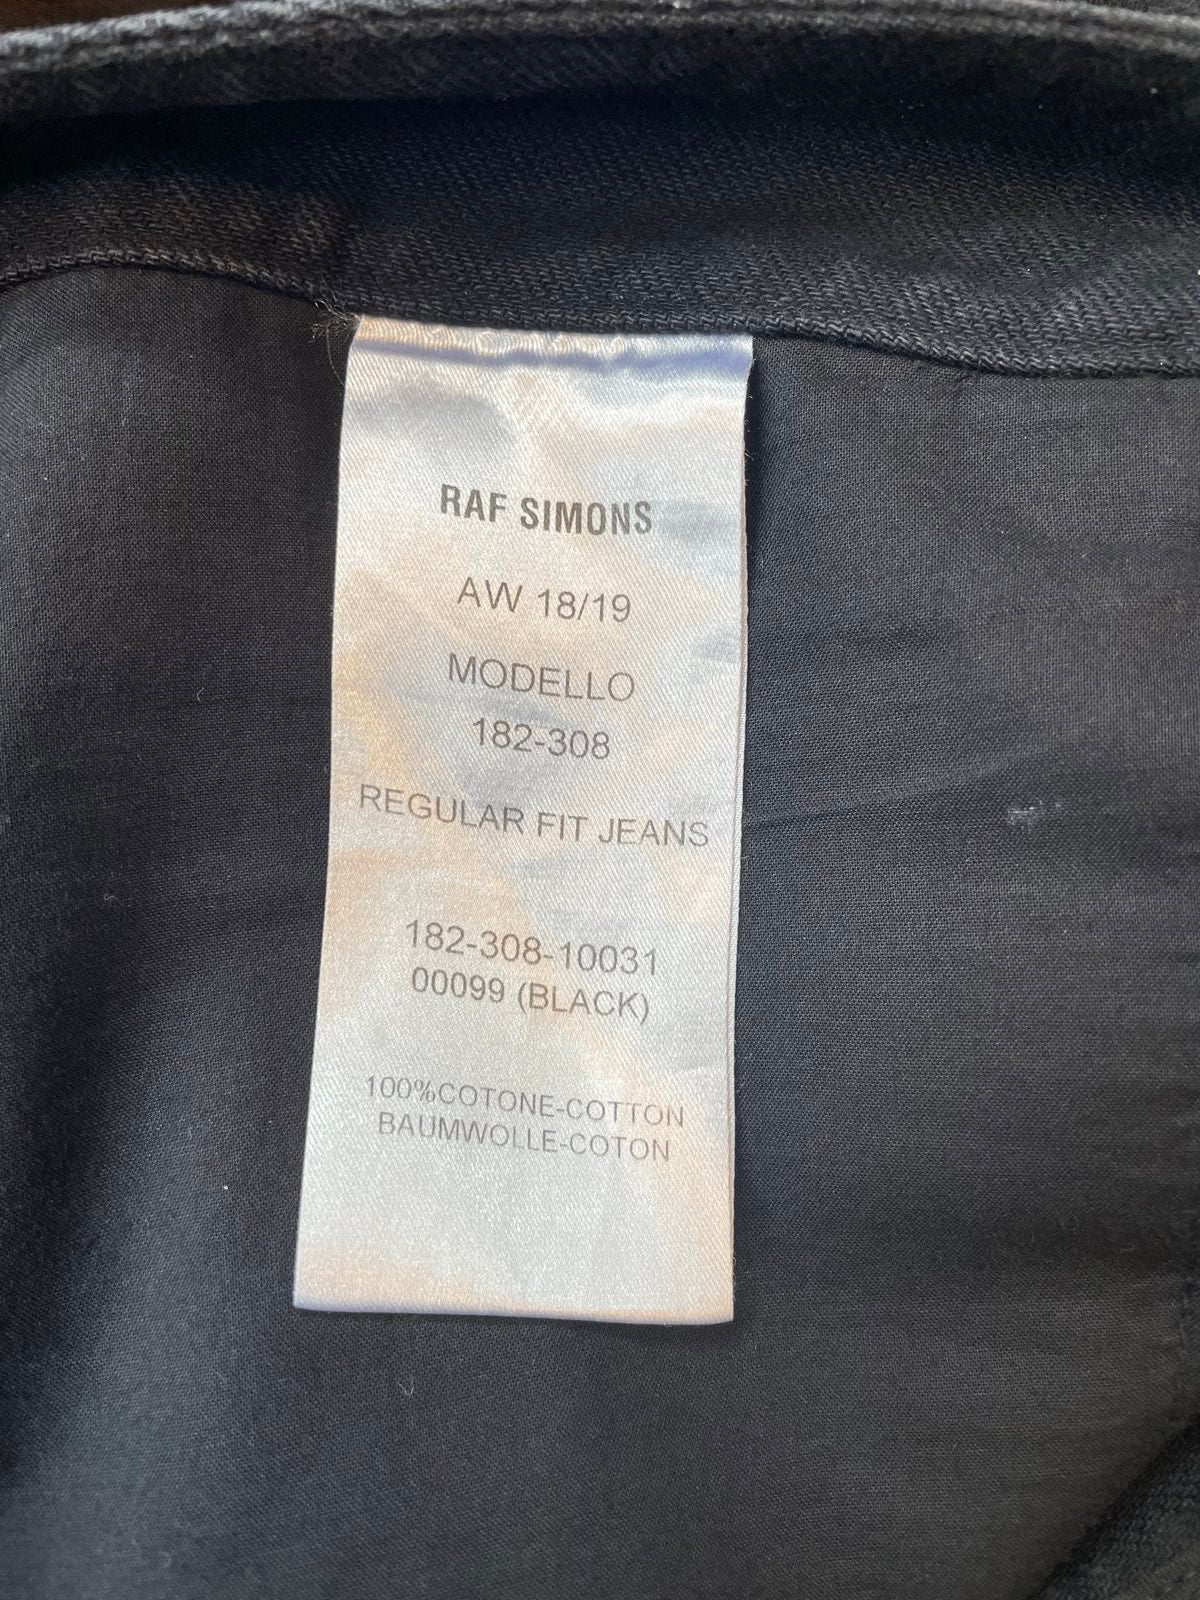 RAF SIMONS
AW 18/19
MODELLO
182-308
REGULAR FIT JEANS
182-308-10031
00099 (BLACK)
100%COTONE-COTTON
BAUMWOLLE-COTON